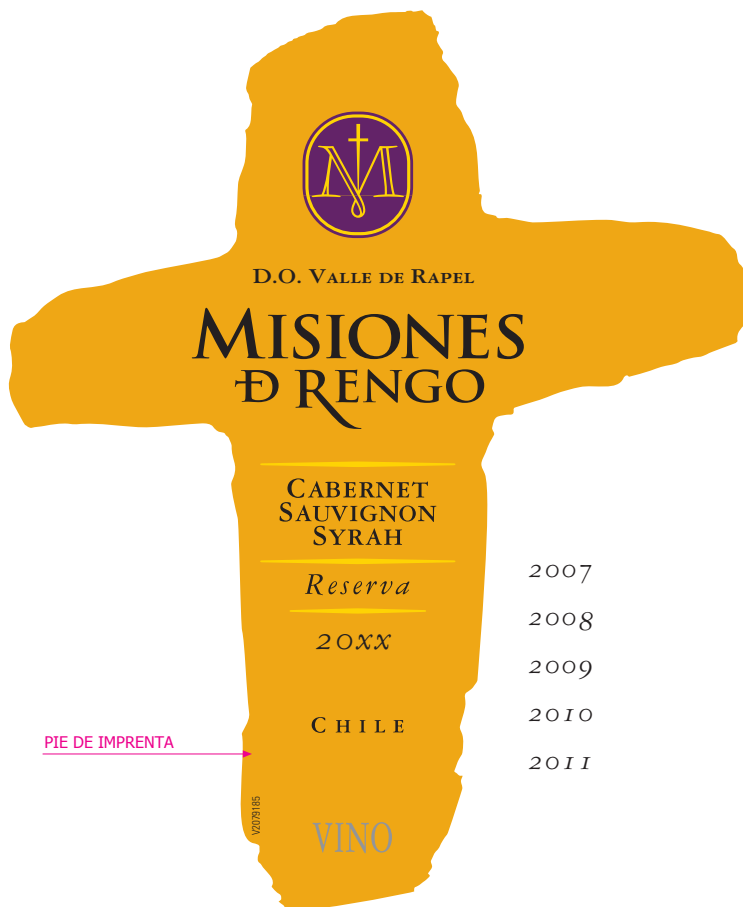 M
D.O. Valle de Rapel
MISIONES
Đ RENGO
CABERNET
SAUVIGNON
SYRAH
Reserva
20xx
CHILE
VINO
V2079185
PIE DE IMPRENTA
2007
2008
2009
2010
2011